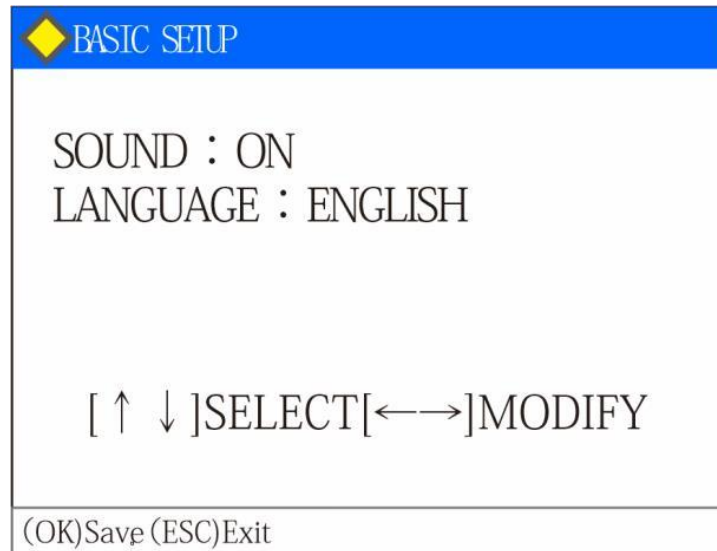 BASIC SETUP
SOUND : ON
LANGUAGE : ENGLISH
[↑ ↓]SELECT[←→]MODIFY
(OK)Save (ESC)Exit